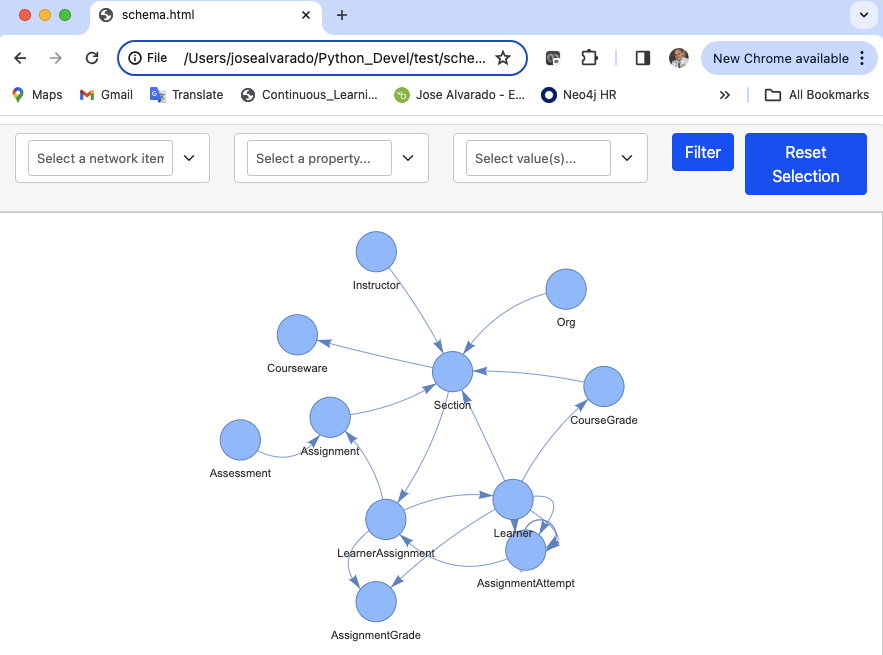 schema.html
File
/Users/josealvarado/Python_Devel/test/sche...
New Chrome available
Maps
Gmail
Translate
Continuous_Learni...
Jose Alvarado - E...
Neo4j HR
All Bookmarks
Select a network item
Select a property...
Select value(s)...
Filter
Reset
Selection
Instructor
Org
Courseware
Section
CourseGrade
Assignment
Assessment
Learner
LearnerAssignment
AssignmentAttempt
AssignmentGrade